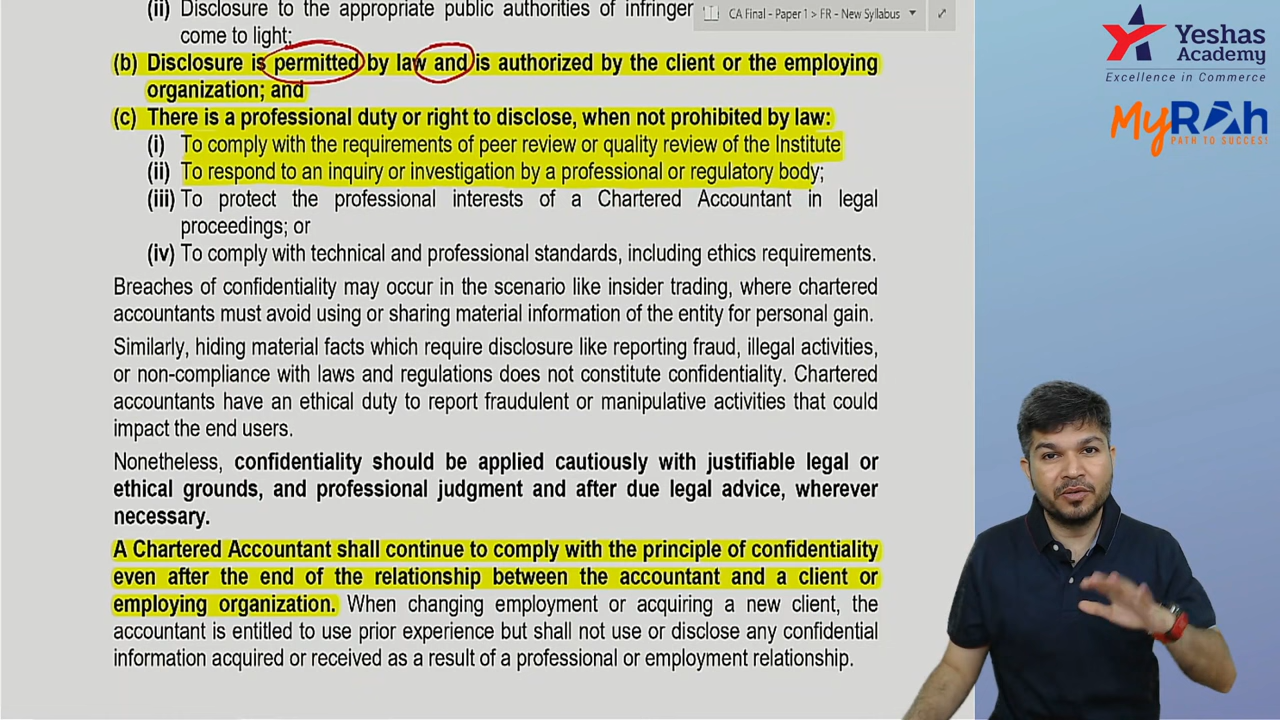 (ii) Disclosure to the appropriate public authorities of infringer
come to light;
(b) Disclosure is permitted by law and is authorized by the client or the employing
organization; and
(c) There is a professional duty or right to disclose, when not prohibited by law:
(i) To comply with the requirements of peer review or quality review of the Institute
(ii) To respond to an inquiry or investigation by a professional or regulatory body;
(iii) To protect the professional interests of a Chartered Accountant in legal
proceedings; or
(iv) To comply with technical and professional standards, including ethics requirements.
Breaches of confidentiality may occur in the scenario like insider trading, where chartered
accountants must avoid using or sharing material information of the entity for personal gain.
Similarly, hiding material facts which require disclosure like reporting fraud, illegal activities,
or non-compliance with laws and regulations does not constitute confidentiality. Chartered
accountants have an ethical duty to report fraudulent or manipulative activities that could
impact the end users.
Nonetheless, confidentiality should be applied cautiously with justifiable legal or
ethical grounds, and professional judgment and after due legal advice, wherever
necessary.
A Chartered Accountant shall continue to comply with the principle of confidentiality
even after the end of the relationship between the accountant and a client or
employing organization. When changing employment or acquiring a new client, the
accountant is entitled to use prior experience but shall not use or disclose any confidential
information acquired or received as a result of a professional or employment relationship.
CA Final - Paper 1 > FR - New Syllabus
Yeshas
Academy
Excellence in Commerce
MyRAh
PATH TO SUCCESS